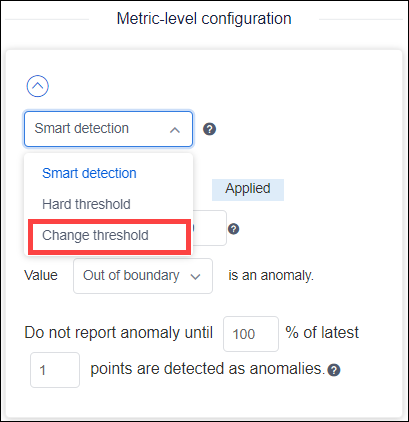 Metric-level configuration
Smart detection
Smart detection
Hard threshold
Applied
Change threshold
Value Out of boundary is an anomaly.
Do not report anomaly until 100 % of latest
1 points are detected as anomalies.